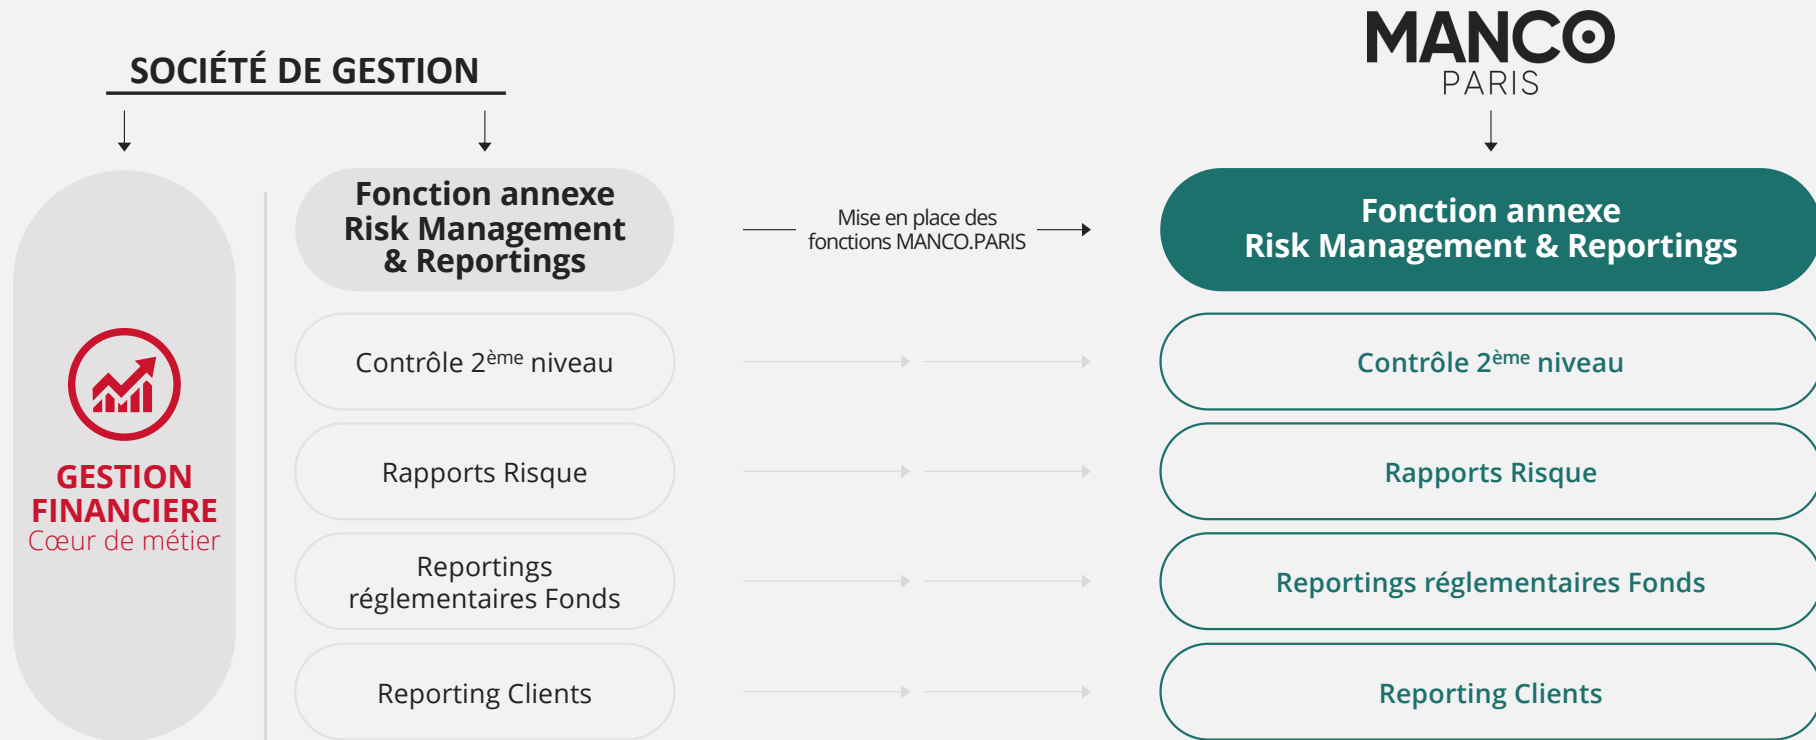 SOCIÉTÉ DE GESTION
MANCO
PARIS
GESTION
FINANCIERE
Cœur de métier
Fonction annexe
Risk Management
& Reportings
Mise en place des
fonctions MANCO.PARIS
Fonction annexe
Risk Management & Reportings
Contrôle 2ème niveau
Contrôle 2ème niveau
Rapports Risque
Rapports Risque
Reportings
réglementaires Fonds
Reportings réglementaires Fonds
Reporting Clients
Reporting Clients